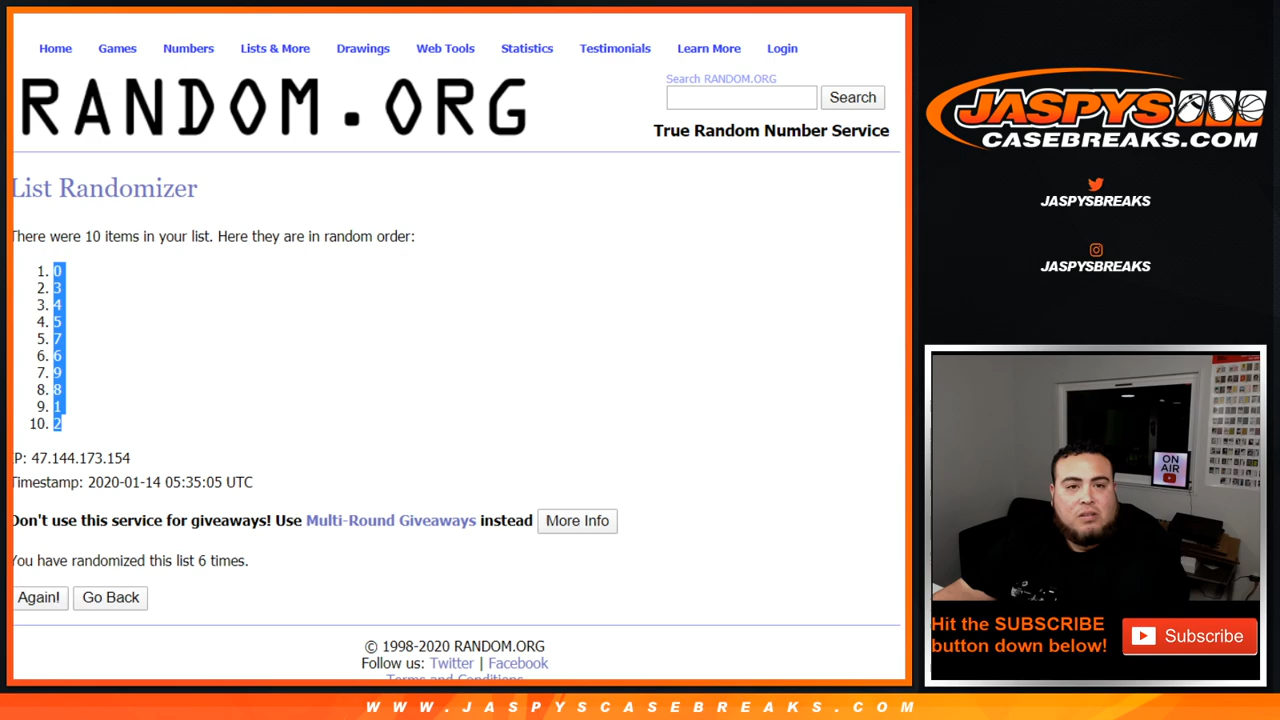 Home Games Numbers Lists & More Drawings Web Tools Statistics Testimonials Learn More Login
RANDOM.ORG
Search RANDOM.ORG
Search
True Random Number Service
List Randomizer
There were 10 items in your list. Here they are in random order:
1. 0
2. 3
3. 4
4. 5
5. 7
6. 6
7. 9
8. 8
9. 1
10. 2
IP: 47.144.173.154
Timestamp: 2020-01-14 05:35:05 UTC
Don't use this service for giveaways! Use Multi-Round Giveaways instead More Info
You have randomized this list 6 times.
Again! Go Back
© 1998-2020 RANDOM.ORG
Follow us: Twitter | Facebook
Terms and Conditions
JASPYS
CASEBREAKS.COM
JASPYSBREAKS
JASPYSBREAKS
ON
AIR
Hit the SUBSCRIBE
button down below!
Subscribe
WWW.JASPYSCASEBREAKS.COM